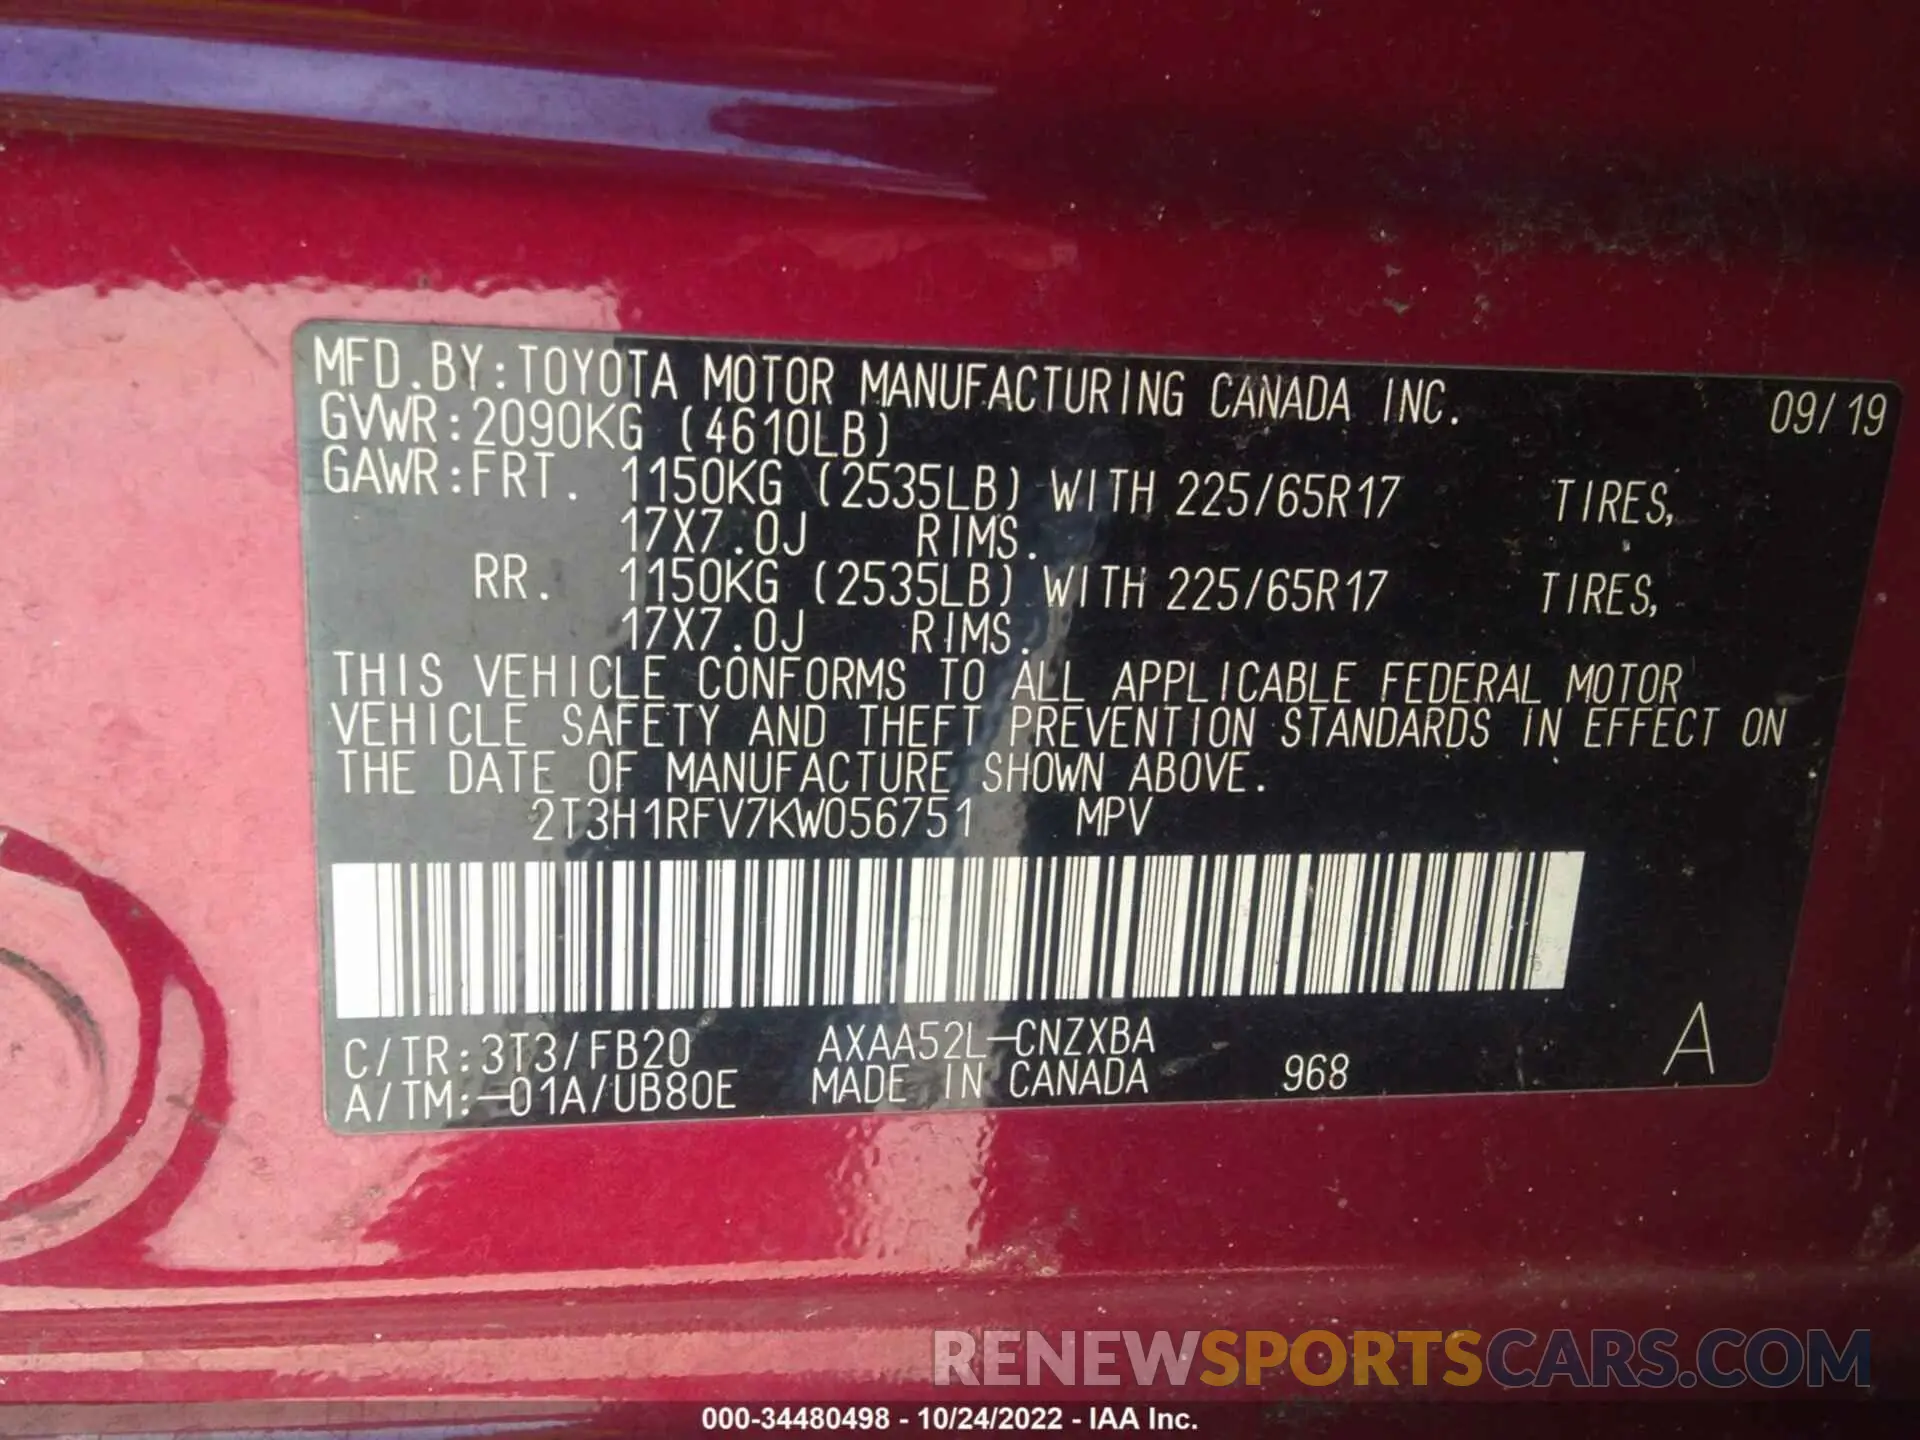 MFD.BY:TOYOTA MOTOR MANUFACTURING CANADA INC. 09/19
GVWR:2090KG (4610LB)
GAWR:FRT. 1150KG (2535LB) WITH 225/65R17 TIRES,
17X7.0J RIMS.
RR. 1150KG (2535LB) WITH 225/65R17 TIRES,
17X7.0J RIMS.
THIS VEHICLE CONFORMS TO ALL APPLICABLE FEDERAL MOTOR
VEHICLE SAFETY AND THEFT PREVENTION STANDARDS IN EFFECT ON
THE DATE OF MANUFACTURE SHOWN ABOVE.
2T3H1RFV7KW056751 MPV
C/TR:3T3/FB20 AXAA52L-CNZXBA
A/TM:-01A/UB80E MADE IN CANADA 968 A
RENEWSPORTSCARS.COM
000-34480498 - 10/24/2022 - IAA Inc.